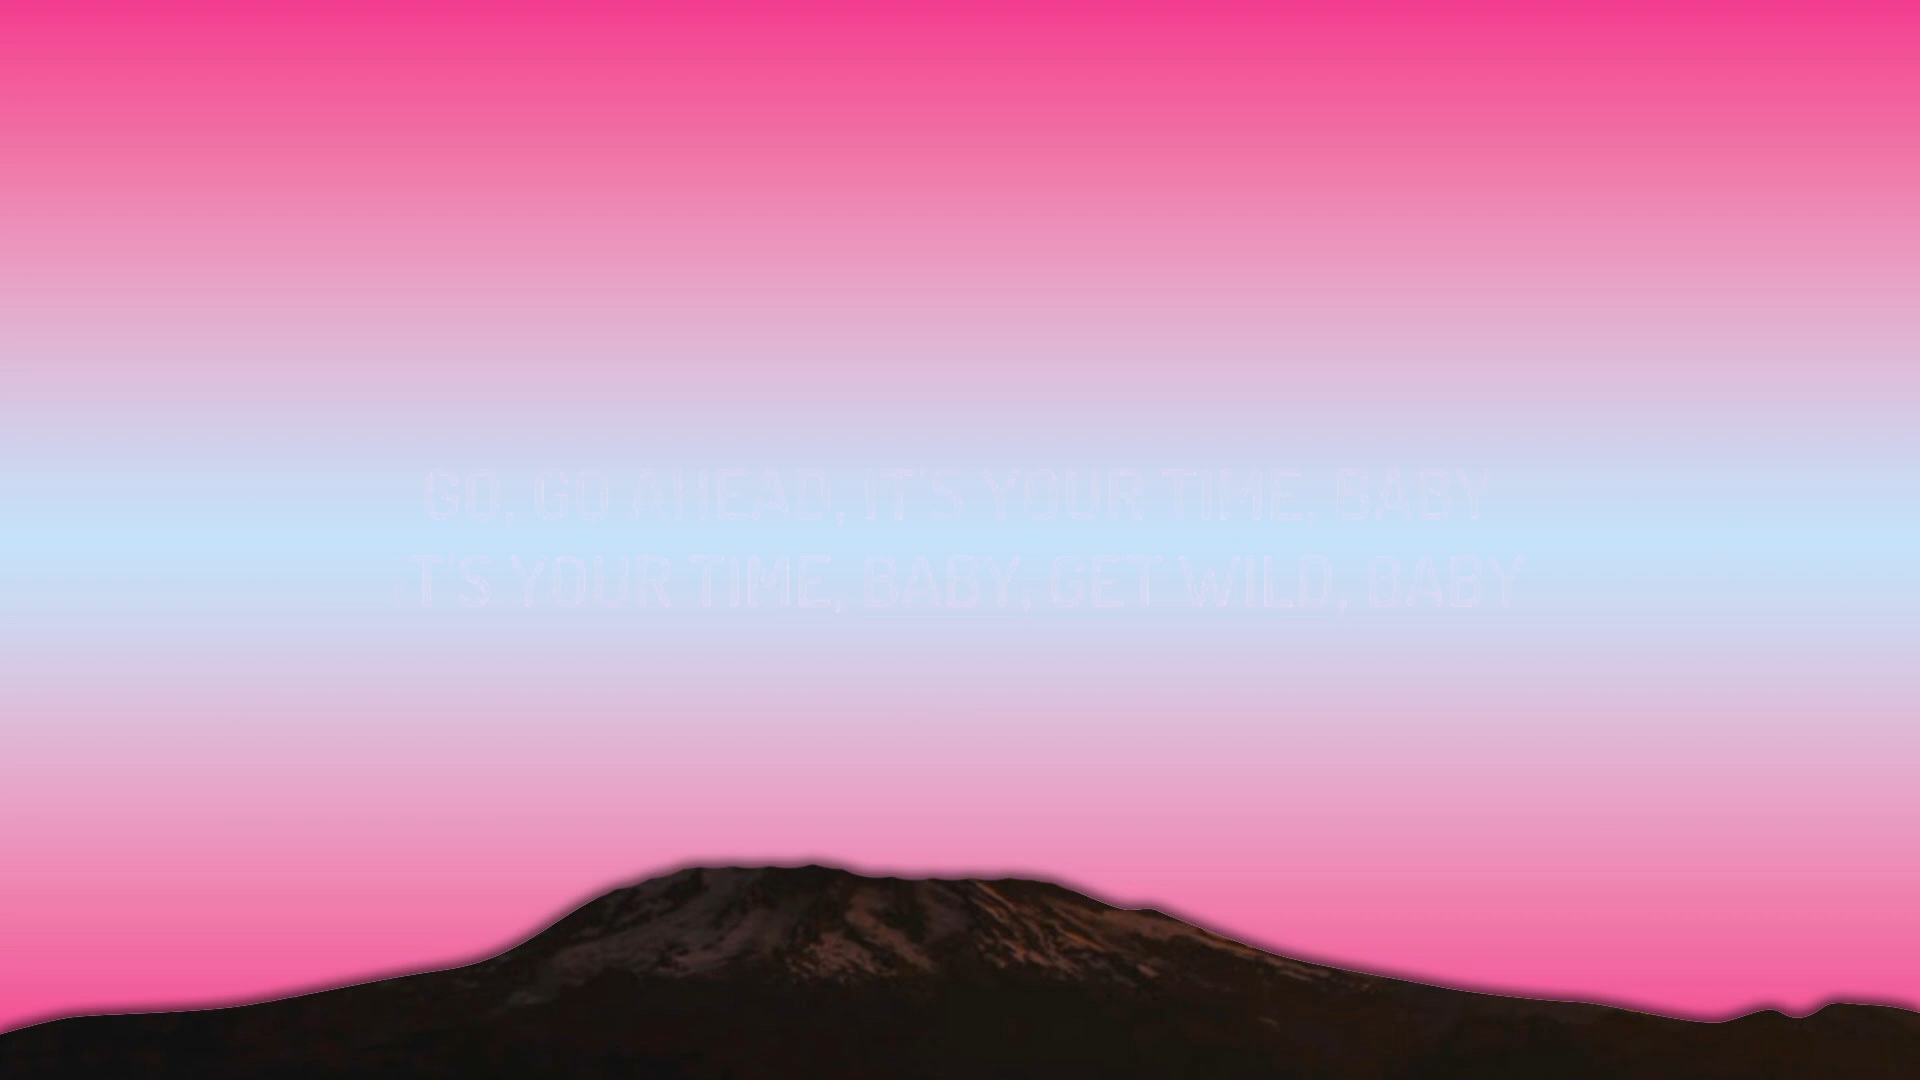 GO, GO AHEAD, IT'S YOUR TIME, BABY
IT'S YOUR TIME, BABY, GET WILD, BABY